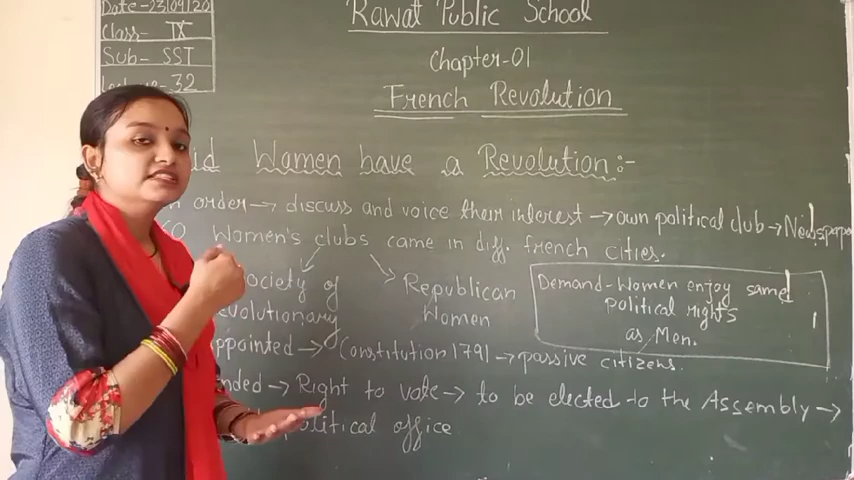 Date-23/09/20
Class- IX
Sub- SST
32
Rawat Public School
Chapter-01
French Revolution
Women have a Revolution:-
order → discuss and voice their interest → own political club → Newspaper
60 Women's clubs came in diff. french cities.
Society of
Republican
Women
Demand-Women enjoy same
Political rights
as Men.
Constitution 1791 → passive citizens.
→ Right to vote → to be elected to the Assembly →
political office